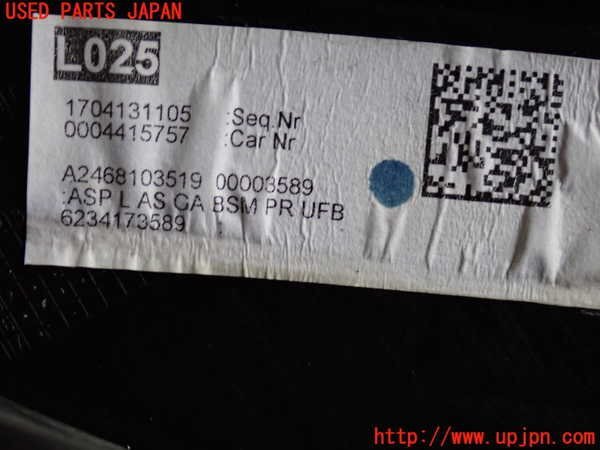 USED PARTS JAPAN
L025
1704131105 :Seq.Nr
0004415757 :Car Nr
A2468103519 00003589
:ASP L AS GA BSM PR UFB
6234173589
http://www.upjpn.com